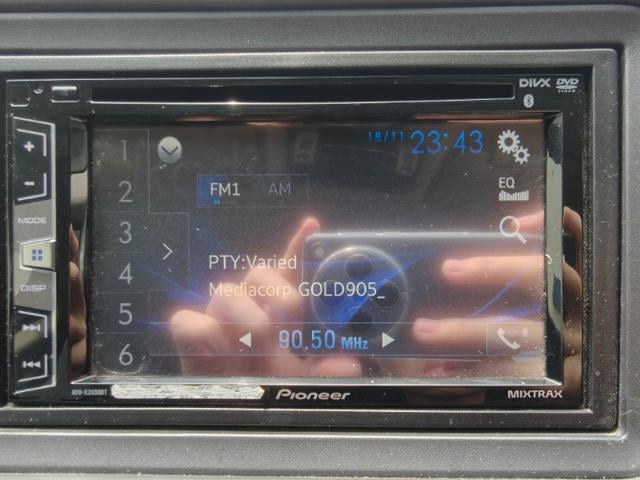 DIVX DVD VIDEO
18/11 23:43
1
2
3
4
5
6
FM1 AM
EQ
MODE
DISP
PTY:Varied
Mediacorp GOLD905_
90.50 MHz
Pioneer
MIXTRAX